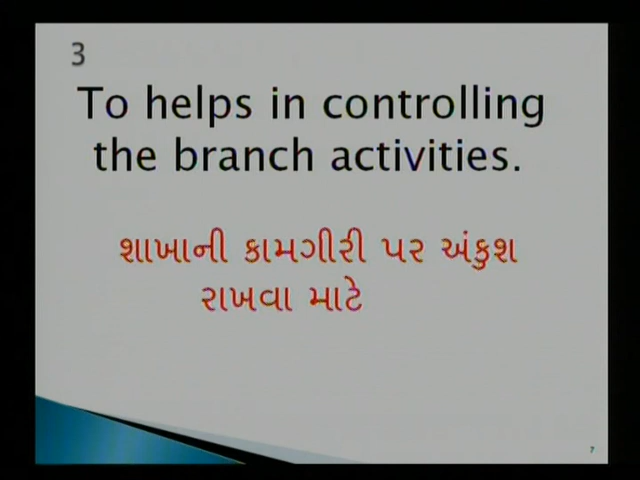 3
To helps in controlling
the branch activities.
શાખાની કામગીરી પર અંકુશ
રાખવા માટે
7